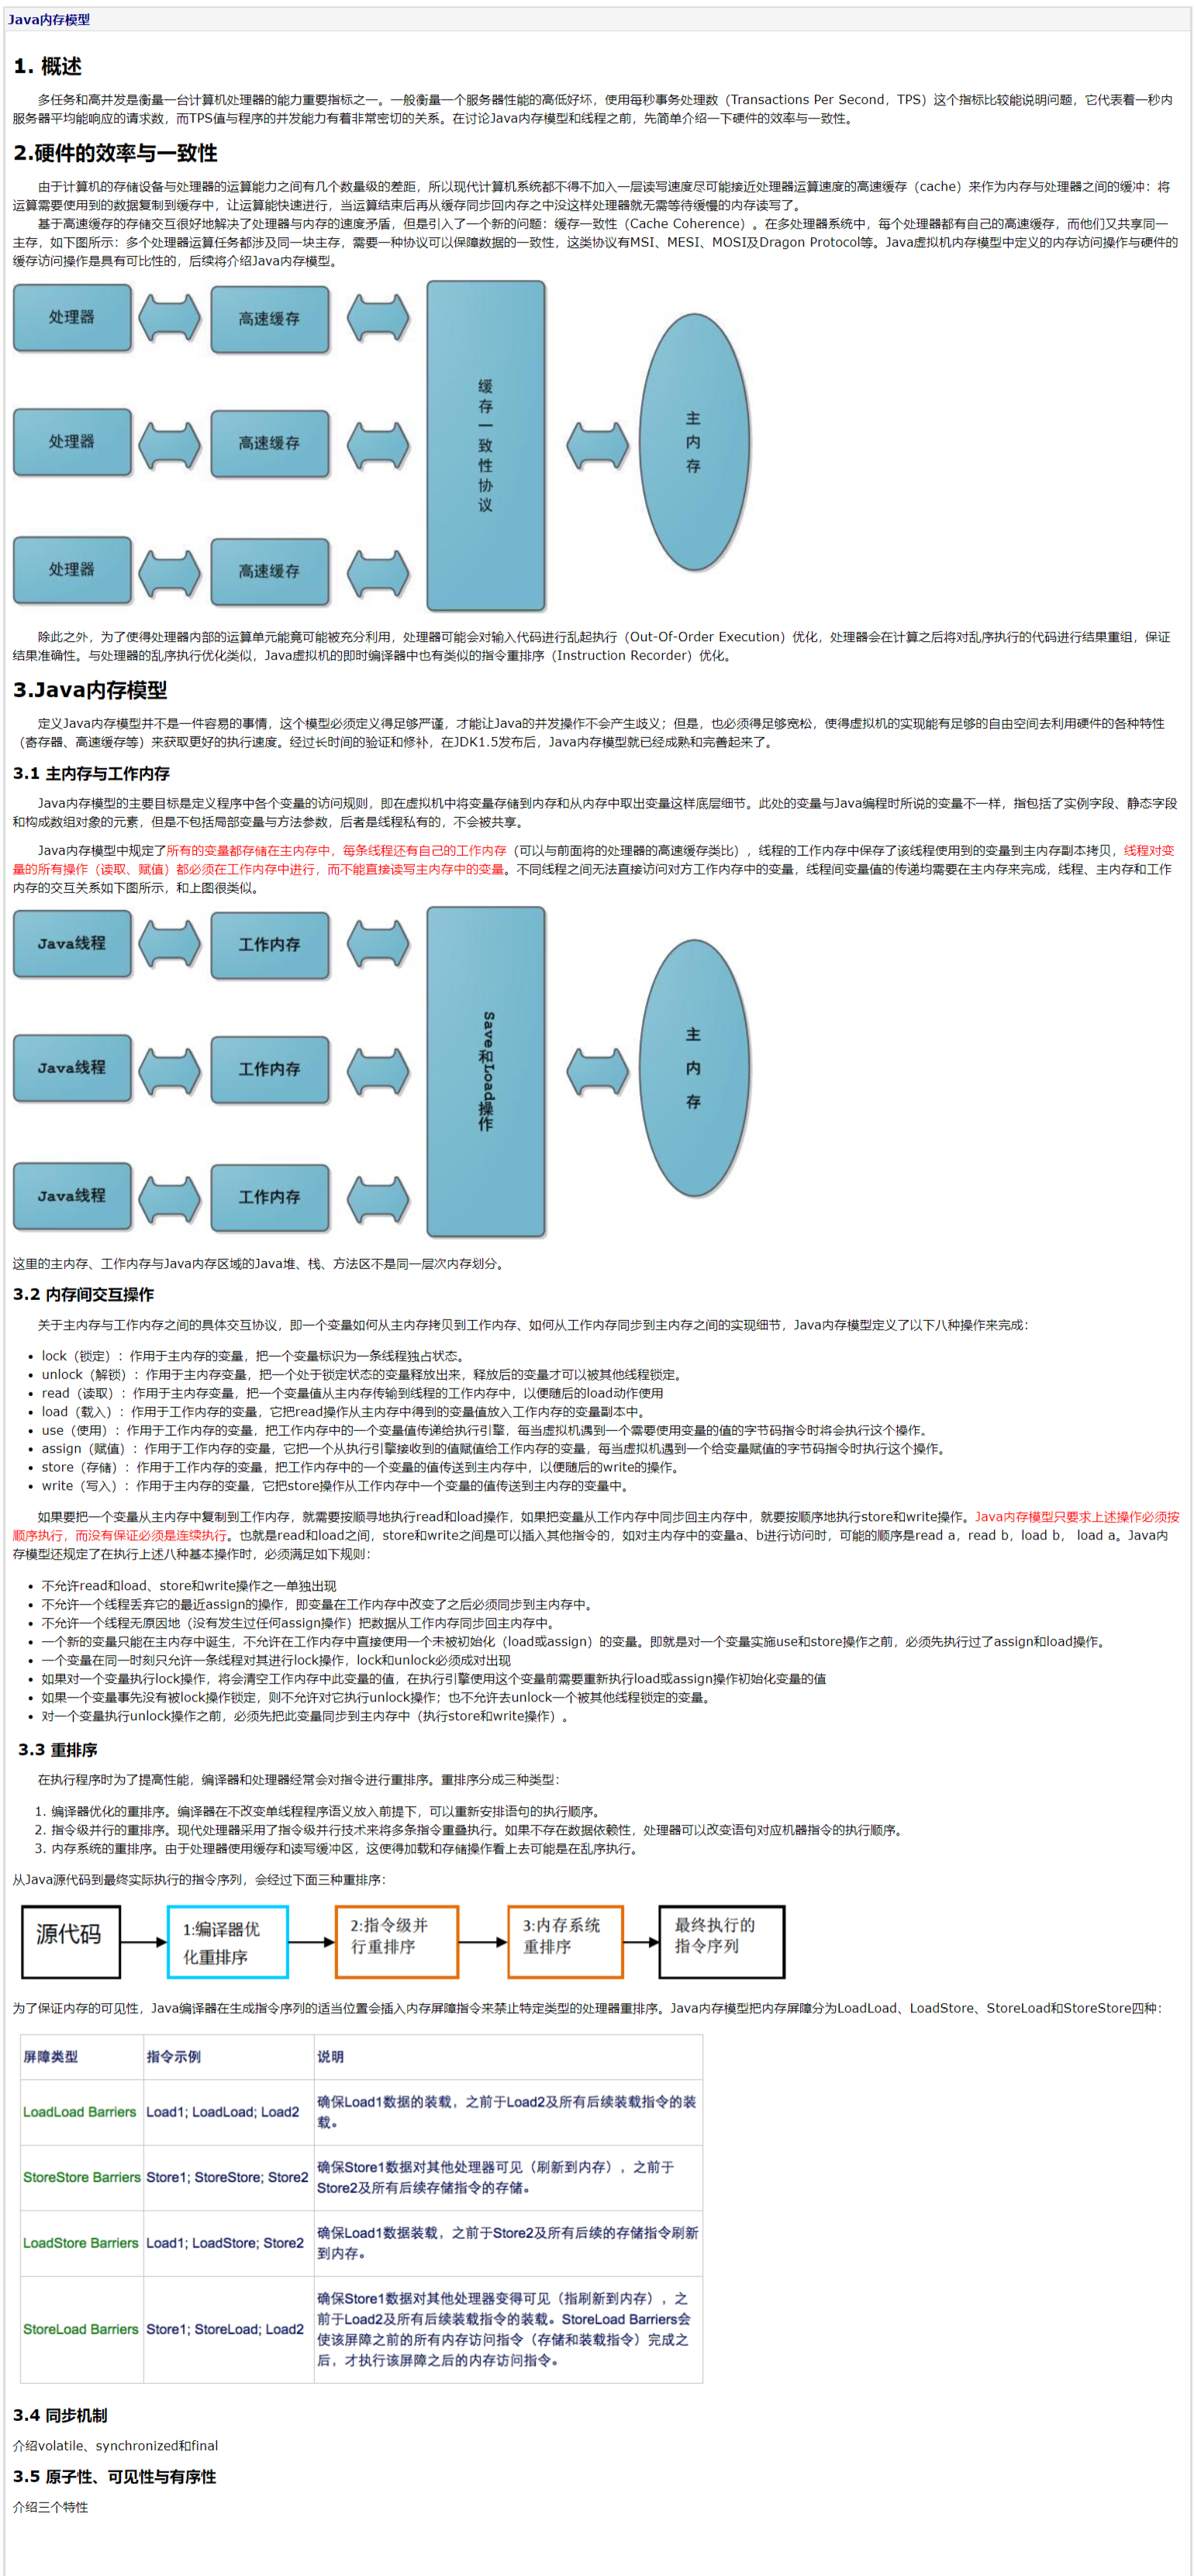 Java内存模型
1. 概述
多任务和高并发是衡量一台计算机处理器的能力重要指标之一。一般衡量一个服务器性能的高低好坏，使用每秒事务处理数（Transactions Per Second，TPS）这个指标比较能说明问题，它代表着一秒内
服务器平均能响应的请求数，而TPS值与程序的并发能力有着非常密切的关系。在讨论Java内存模型和线程之前，先简单介绍一下硬件的效率与一致性。
2.硬件的效率与一致性
由于计算机的存储设备与处理器的运算能力之间有几个数量级的差距，所以现代计算机系统都不得不加入一层读写速度尽可能接近处理器运算速度的高速缓存（cache）来作为内存与处理器之间的缓冲：将
运算需要使用到的数据复制到缓存中，让运算能快速进行，当运算结束后再从缓存同步回内存之中没这样处理器就无需等待缓慢的内存读写了。
基于高速缓存的存储交互很好地解决了处理器与内存的速度矛盾，但是引入了一个新的问题：缓存一致性（Cache Coherence）。在多处理器系统中，每个处理器都有自己的高速缓存，而他们又共享同一
主存，如下图所示：多个处理器运算任务都涉及同一块主存，需要一种协议可以保障数据的一致性，这类协议有MSI、MESI、MOSI及Dragon Protocol等。Java虚拟机内存模型中定义的内存访问操作与硬件的
缓存访问操作是具有可比性的，后续将介绍Java内存模型。
处理器
高速缓存
处理器
高速缓存
处理器
高速缓存
缓存一致性协议
主内存
除此之外，为了使得处理器内部的运算单元能竟可能被充分利用，处理器可能会对输入代码进行乱起执行（Out-Of-Order Execution）优化，处理器会在计算之后将对乱序执行的代码进行结果重组，保证
结果准确性。与处理器的乱序执行优化类似，Java虚拟机的即时编译器中也有类似的指令重排序（Instruction Recorder）优化。
3.Java内存模型
定义Java内存模型并不是一件容易的事情，这个模型必须定义得足够严谨，才能让Java的并发操作不会产生歧义；但是，也必须得足够宽松，使得虚拟机的实现能有足够的自由空间去利用硬件的各种特性
（寄存器、高速缓存等）来获取更好的执行速度。经过长时间的验证和修补，在JDK1.5发布后，Java内存模型就已经成熟和完善起来了。
3.1 主内存与工作内存
Java内存模型的主要目标是定义程序中各个变量的访问规则，即在虚拟机中将变量存储到内存和从内存中取出变量这样底层细节。此处的变量与Java编程时所说的变量不一样，指包括了实例字段、静态字段
和构成数组对象的元素，但是不包括局部变量与方法参数，后者是线程私有的，不会被共享。
Java内存模型中规定了所有的变量都存储在主内存中，每条线程还有自己的工作内存（可以与前面将的处理器的高速缓存类比），线程的工作内存中保存了该线程使用到的变量到主内存副本拷贝，线程对变
量的所有操作（读取、赋值）都必须在工作内存中进行，而不能直接读写主内存中的变量。不同线程之间无法直接访问对方工作内存中的变量，线程间变量值的传递均需要在主内存来完成，线程、主内存和工作
内存的交互关系如下图所示，和上图很类似。
Java线程
工作内存
Java线程
工作内存
Java线程
工作内存
Save和Load操作
主内存
这里的主内存、工作内存与Java内存区域的Java堆、栈、方法区不是同一层次内存划分。
3.2 内存间交互操作
关于主内存与工作内存之间的具体交互协议，即一个变量如何从主内存拷贝到工作内存、如何从工作内存同步到主内存之间的实现细节，Java内存模型定义了以下八种操作来完成：
• lock（锁定）：作用于主内存的变量，把一个变量标识为一条线程独占状态。
• unlock（解锁）：作用于主内存变量，把一个处于锁定状态的变量释放出来，释放后的变量才可以被其他线程锁定。
• read（读取）：作用于主内存变量，把一个变量值从主内存传输到线程的工作内存中，以便随后的load动作使用
• load（载入）：作用于工作内存的变量，它把read操作从主内存中得到的变量值放入工作内存的变量副本中。
• use（使用）：作用于工作内存的变量，把工作内存中的一个变量值传递给执行引擎，每当虚拟机遇到一个需要使用变量的值的字节码指令时将会执行这个操作。
• assign（赋值）：作用于工作内存的变量，它把一个从执行引擎接收到的值赋值给工作内存的变量，每当虚拟机遇到一个给变量赋值的字节码指令时执行这个操作。
• store（存储）：作用于工作内存的变量，把工作内存中的一个变量的值传送到主内存中，以便随后的write的操作。
• write（写入）：作用于主内存的变量，它把store操作从工作内存中一个变量的值传送到主内存的变量中。
如果要把一个变量从主内存中复制到工作内存，就需要按顺寻地执行read和load操作，如果把变量从工作内存中同步回主内存中，就要按顺序地执行store和write操作。Java内存模型只要求上述操作必须按
顺序执行，而没有保证必须是连续执行。也就是read和load之间，store和write之间是可以插入其他指令的，如对主内存中的变量a、b进行访问时，可能的顺序是read a，read b，load b， load a。Java内
存模型还规定了在执行上述八种基本操作时，必须满足如下规则：
• 不允许read和load、store和write操作之一单独出现
• 不允许一个线程丢弃它的最近assign的操作，即变量在工作内存中改变了之后必须同步到主内存中。
• 不允许一个线程无原因地（没有发生过任何assign操作）把数据从工作内存同步回主内存中。
• 一个新的变量只能在主内存中诞生，不允许在工作内存中直接使用一个未被初始化（load或assign）的变量。即就是对一个变量实施use和store操作之前，必须先执行过了assign和load操作。
• 一个变量在同一时刻只允许一条线程对其进行lock操作，lock和unlock必须成对出现
• 如果对一个变量执行lock操作，将会清空工作内存中此变量的值，在执行引擎使用这个变量前需要重新执行load或assign操作初始化变量的值
• 如果一个变量事先没有被lock操作锁定，则不允许对它执行unlock操作；也不允许去unlock一个被其他线程锁定的变量。
• 对一个变量执行unlock操作之前，必须先把此变量同步到主内存中（执行store和write操作）。
3.3 重排序
在执行程序时为了提高性能，编译器和处理器经常会对指令进行重排序。重排序分成三种类型：
1. 编译器优化的重排序。编译器在不改变单线程程序语义放入前提下，可以重新安排语句的执行顺序。
2. 指令级并行的重排序。现代处理器采用了指令级并行技术来将多条指令重叠执行。如果不存在数据依赖性，处理器可以改变语句对应机器指令的执行顺序。
3. 内存系统的重排序。由于处理器使用缓存和读写缓冲区，这使得加载和存储操作看上去可能是在乱序执行。
从Java源代码到最终实际执行的指令序列，会经过下面三种重排序：
源代码
1:编译器优
化重排序
2:指令级并
行重排序
3:内存系统
重排序
最终执行的
指令序列
为了保证内存的可见性，Java编译器在生成指令序列的适当位置会插入内存屏障指令来禁止特定类型的处理器重排序。Java内存模型把内存屏障分为LoadLoad、LoadStore、StoreLoad和StoreStore四种：
屏障类型 指令示例 说明
LoadLoad Barriers Load1; LoadLoad; Load2 确保Load1数据的装载，之前于Load2及所有后续装载指令的装
载。
StoreStore Barriers Store1; StoreStore; Store2 确保Store1数据对其他处理器可见（刷新到内存），之前于
Store2及所有后续存储指令的存储。
LoadStore Barriers Load1; LoadStore; Store2 确保Load1数据装载，之前于Store2及所有后续的存储指令刷新
到内存。
StoreLoad Barriers Store1; StoreLoad; Load2 确保Store1数据对其他处理器变得可见（指刷新到内存），之
前于Load2及所有后续装载指令的装载。StoreLoad Barriers会
使该屏障之前的所有内存访问指令（存储和装载指令）完成之
后，才执行该屏障之后的内存访问指令。
3.4 同步机制
介绍volatile、synchronized和final
3.5 原子性、可见性与有序性
介绍三个特性